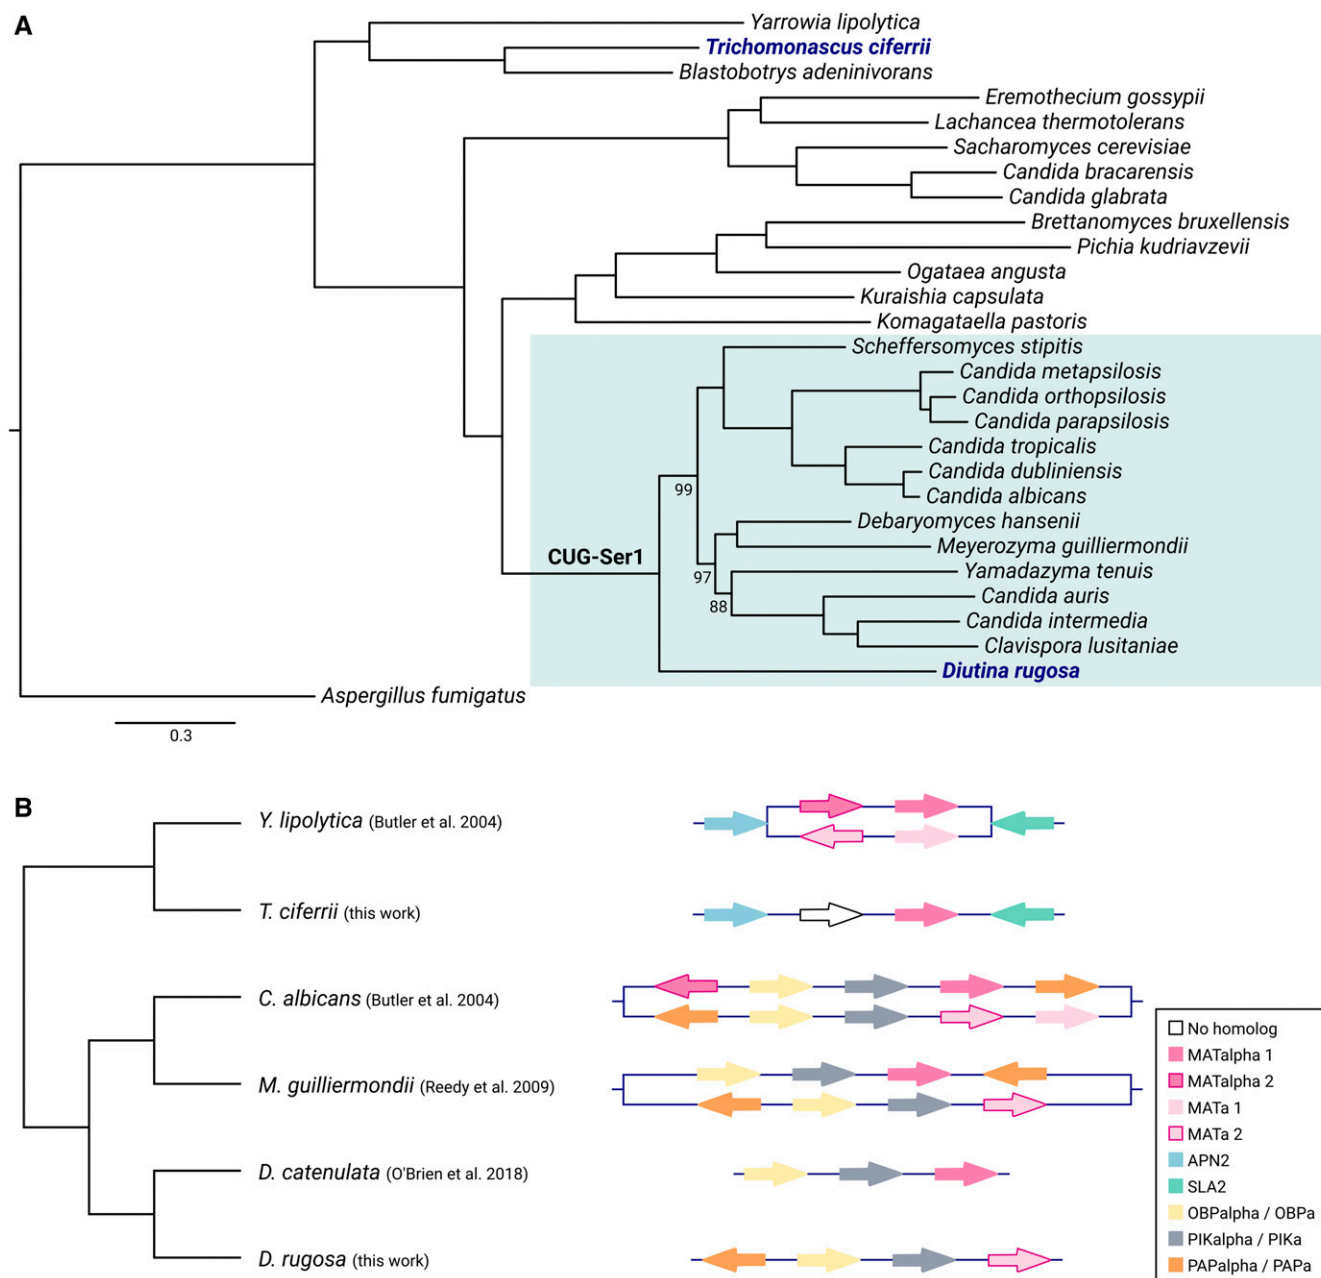 A
Yarrowia lipolytica
Trichomonascus ciferrii
Blastobotrys adeninivorans
Eremothecium gossypii
Lachancea thermotolerans
Sacharomyces cerevisiae
Candida bracarensis
Candida glabrata
Brettanomyces bruxellensis
Pichia kudriavzevii
Ogataea angusta
Kuraishia capsulata
Komagataella pastoris
Scheffersomyces stipitis
Candida metapsilosis
Candida orthopsilosis
Candida parapsilosis
Candida tropicalis
Candida dubliniensis
99
Candida albicans
Debaryomyces hansenii
Meyerozyma guilliermondii
CUG-Ser1
Yamadazyma tenuis
97
Candida auris
88
Candida intermedia
Clavispora lusitaniae
Diutina rugosa
Aspergillus fumigatus
0.3
B
Y. lipolytica (Butler et al. 2004)
T. ciferrii (this work)
C. albicans (Butler et al. 2004)
M. guilliermondii (Reedy et al. 2009)
D. catenulata (O'Brien et al. 2018)
D. rugosa (this work)
No homolog
MATalpha 1
MATalpha 2
MATa 1
MATa 2
APN2
SLA2
OBPalpha / OBPa
PIKalpha / PIKa
PAPalpha / PAPa